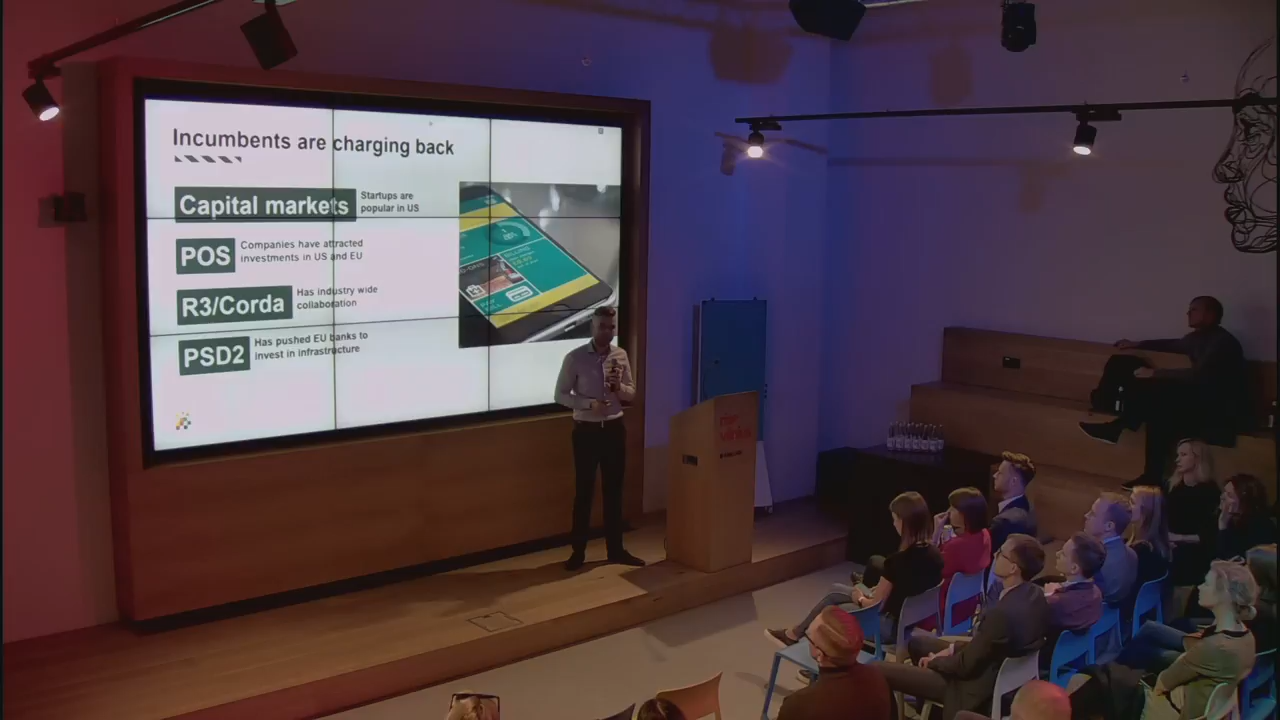 Incumbents are charging back
Capital markets
Startups are
popular in US
POS
Companies have attracted
investments in US and EU
R3/Corda
Has industry wide
collaboration
PSD2
Has pushed EU banks to
invest in infrastructure